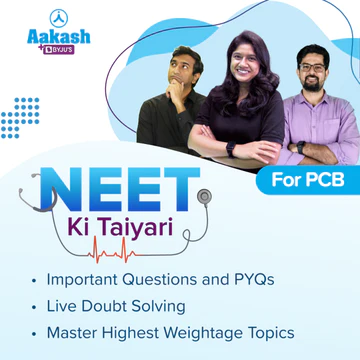 Aakash
+ BYJU'S
For PCB
NEET
Ki Taiyari
• Important Questions and PYQs
• Live Doubt Solving
• Master Highest Weightage Topics